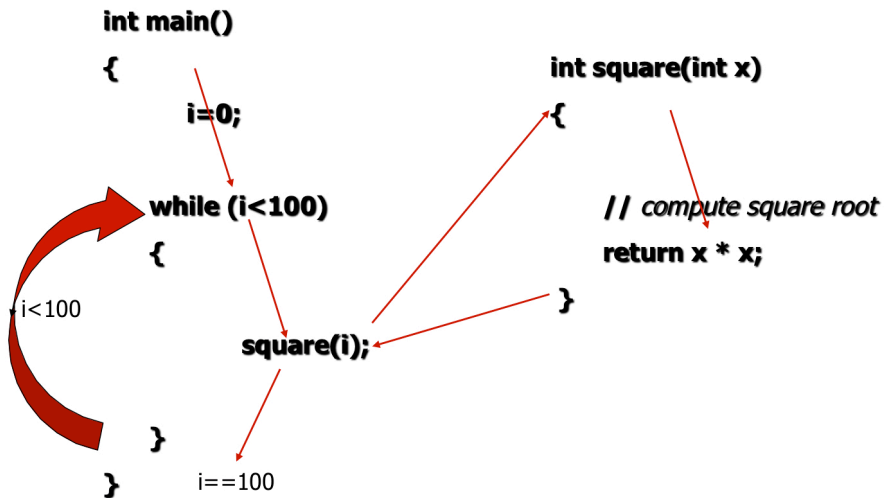 int main()
{
i=0;
while (i<100)
{
i<100
square(i);
}
}
i==100
int square(int x)
{
// compute square root
return x * x;
}